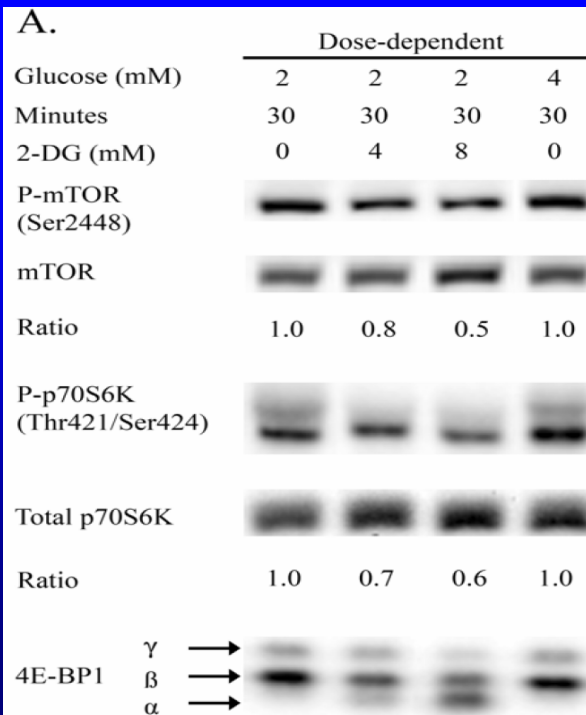 A.
Dose-dependent
Glucose (mM) 2 2 2 4
Minutes 30 30 30 30
2-DG (mM) 0 4 8 0
P-mTOR
(Ser2448)
mTOR
Ratio 1.0 0.8 0.5 1.0
P-p70S6K
(Thr421/Ser424)
Total p70S6K
Ratio 1.0 0.7 0.6 1.0
γ
4E-BP1 ß
α